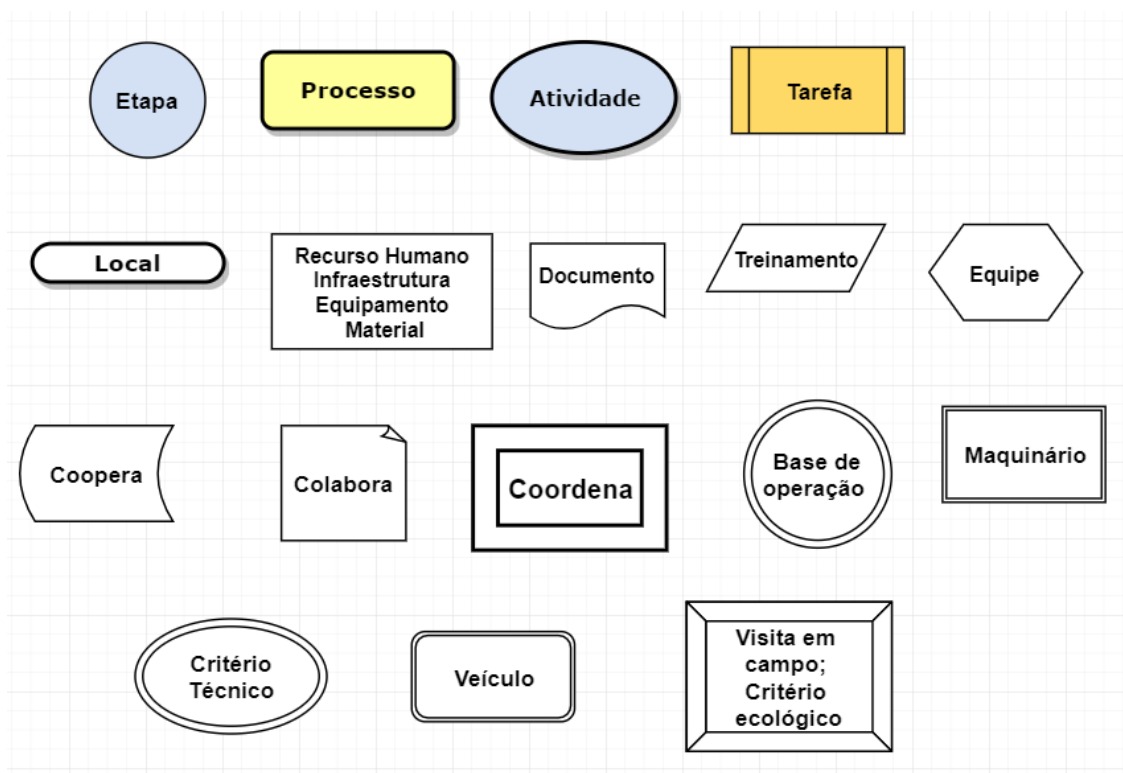 Etapa
Processo
Atividade
Tarefa
Local
Recurso Humano
Infraestrutura
Equipamento
Material
Documento
Treinamento
Equipe
Coopera
Colabora
Coordena
Base de
operação
Maquinário
Critério
Técnico
Veículo
Visita em
campo;
Critério
ecológico